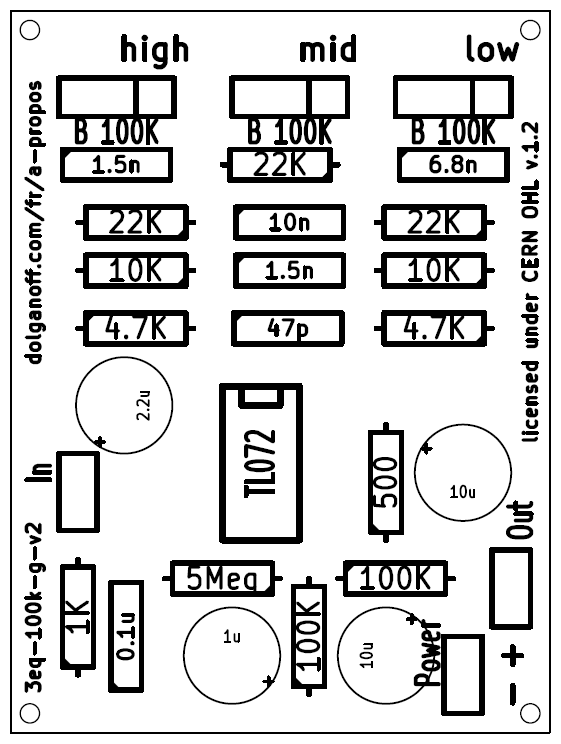 high mid low
B 100K B 100K B 100K
1.5n 22K 6.8n
22K 10n 22K
10K 1.5n 10K
4.7K 47p 4.7K
dolganoff.com/fr/a-propos
licensed under CERN OHL v.1.2
2.2u
+
In
TL072
500
+
10u
Out
3eq-100k-g-v2
1K
0.1u
5Meg
100K
1u
+
100K
10u
+
Power
+
-